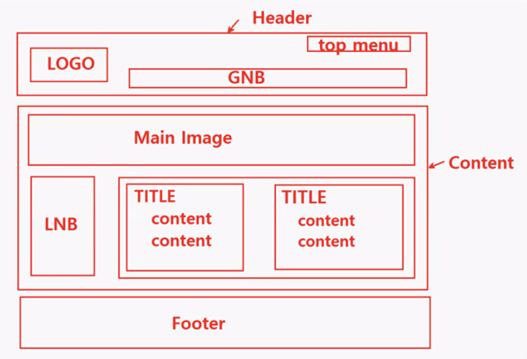 Header
top menu
LOGO
GNB
Main Image
Content
LNB
TITLE
content
content
TITLE
content
content
Footer